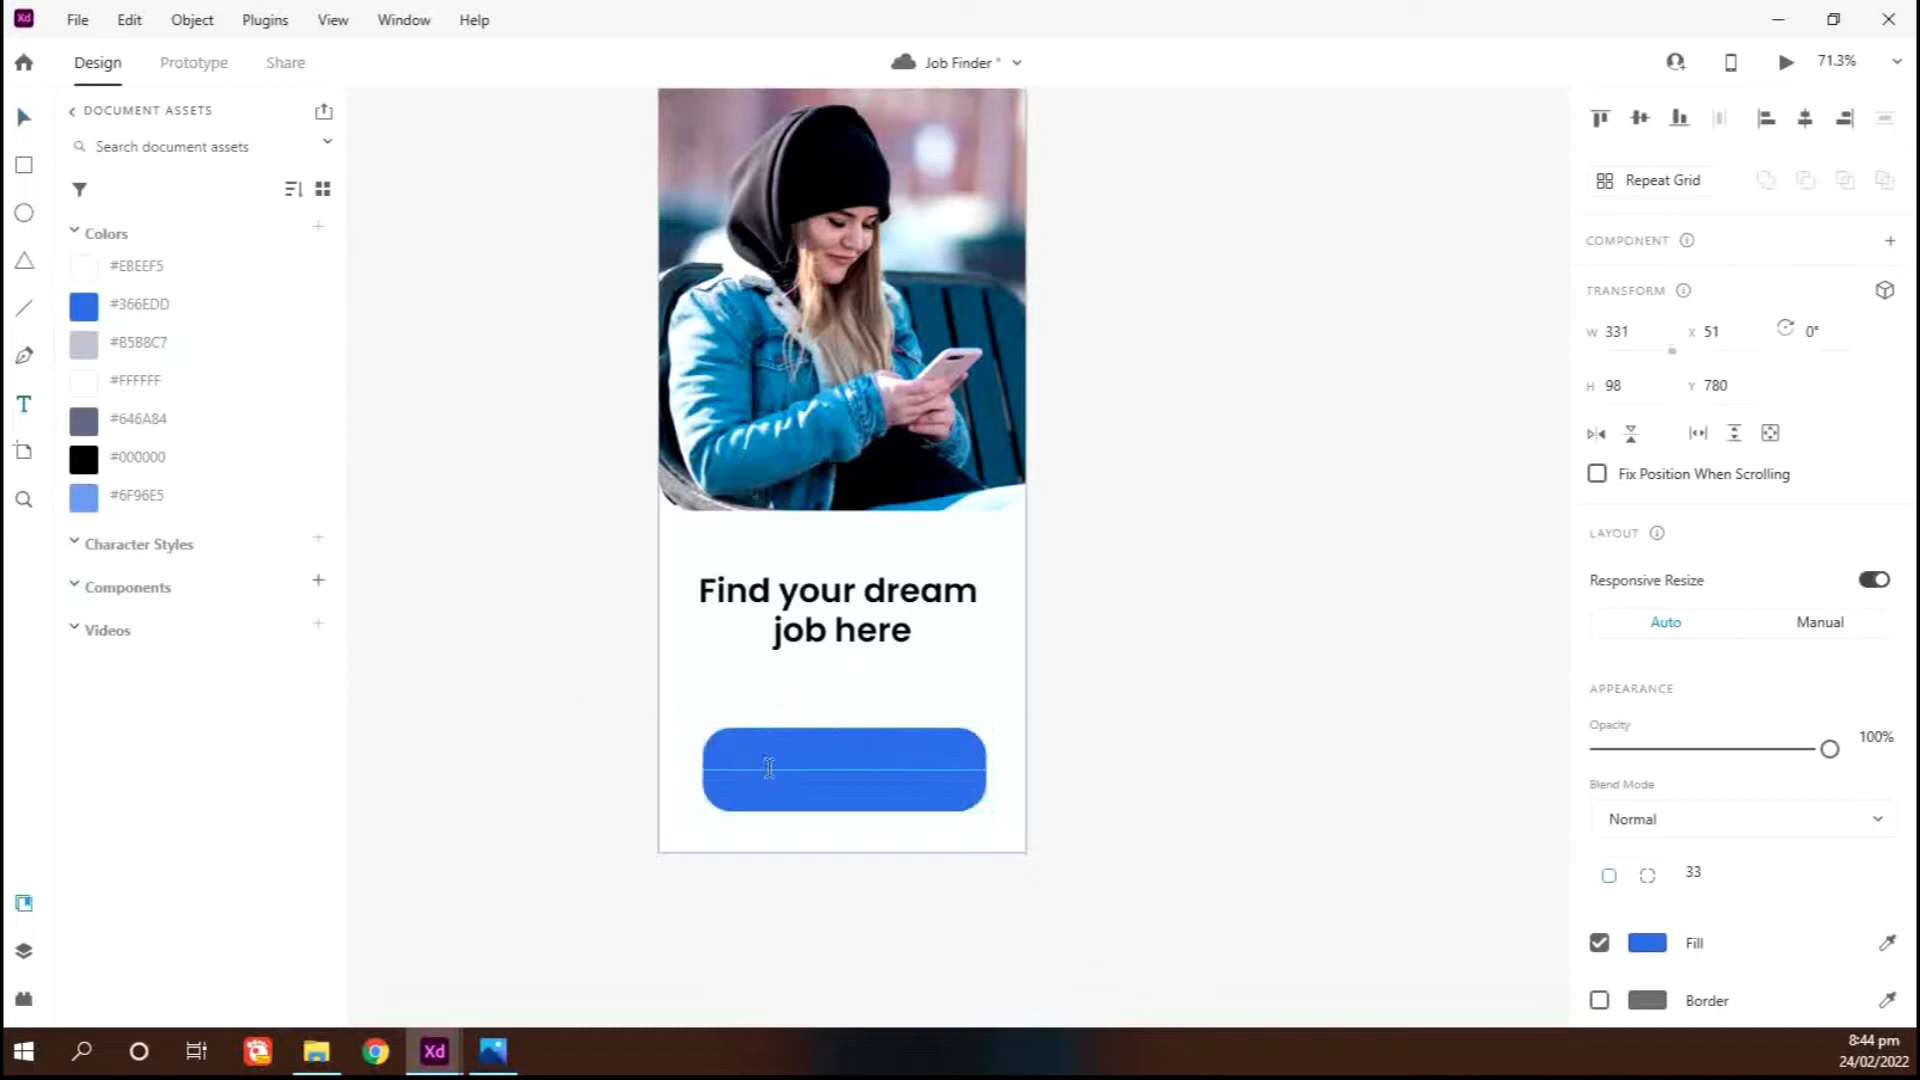 Xd File Edit Object Plugins View Window Help
Design Prototype Share
Job Finder *
71.3%
DOCUMENT ASSETS
Search document assets
Colors
#EBEEF5
#366EDD
#B5B8C7
#FFFFFF
#646A84
#000000
#6F96E5
Character Styles
Components
Videos
T
Find your dream
job here
Repeat Grid
COMPONENT
TRANSFORM
W 331 X 51 0°
H 98 Y 780
Fix Position When Scrolling
LAYOUT
Responsive Resize
Auto Manual
APPEARANCE
Opacity
100%
Blend Mode
Normal
33
Fill
Border
Xd
8:44 pm
24/02/2022